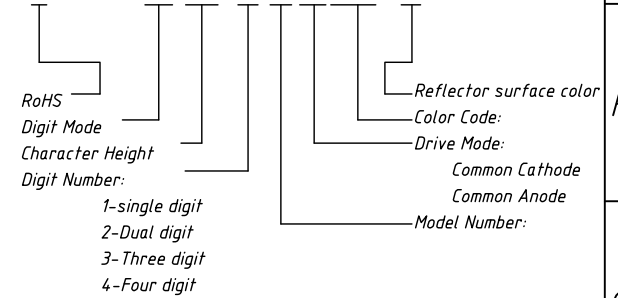 RoHS
Digit Mode
Character Height
Digit Number:
1-single digit
2-Dual digit
3-Three digit
4-Four digit
Reflector surface color
Color Code:
Drive Mode:
Common Cathode
Common Anode
Model Number: